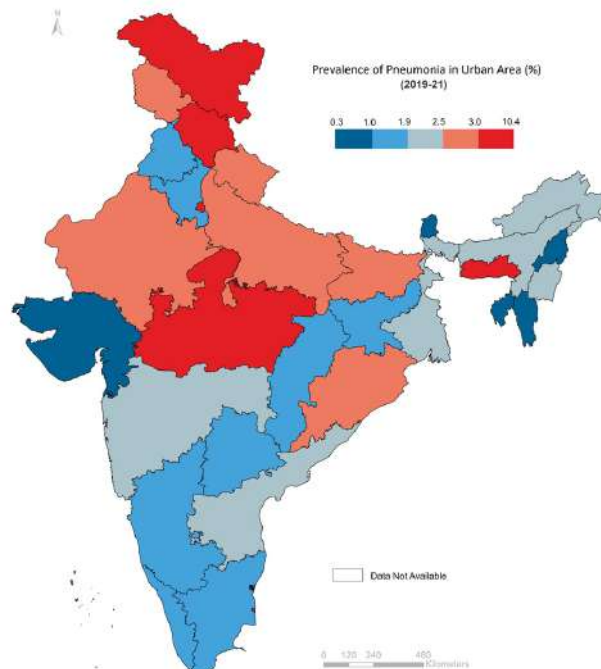 N
Prevalence of Pneumonia in Urban Area (%)
(2019-21)
0.3 1.0 1.9 2.5 3.0 10.4
Data Not Available
0 120 240 480
Kilometers